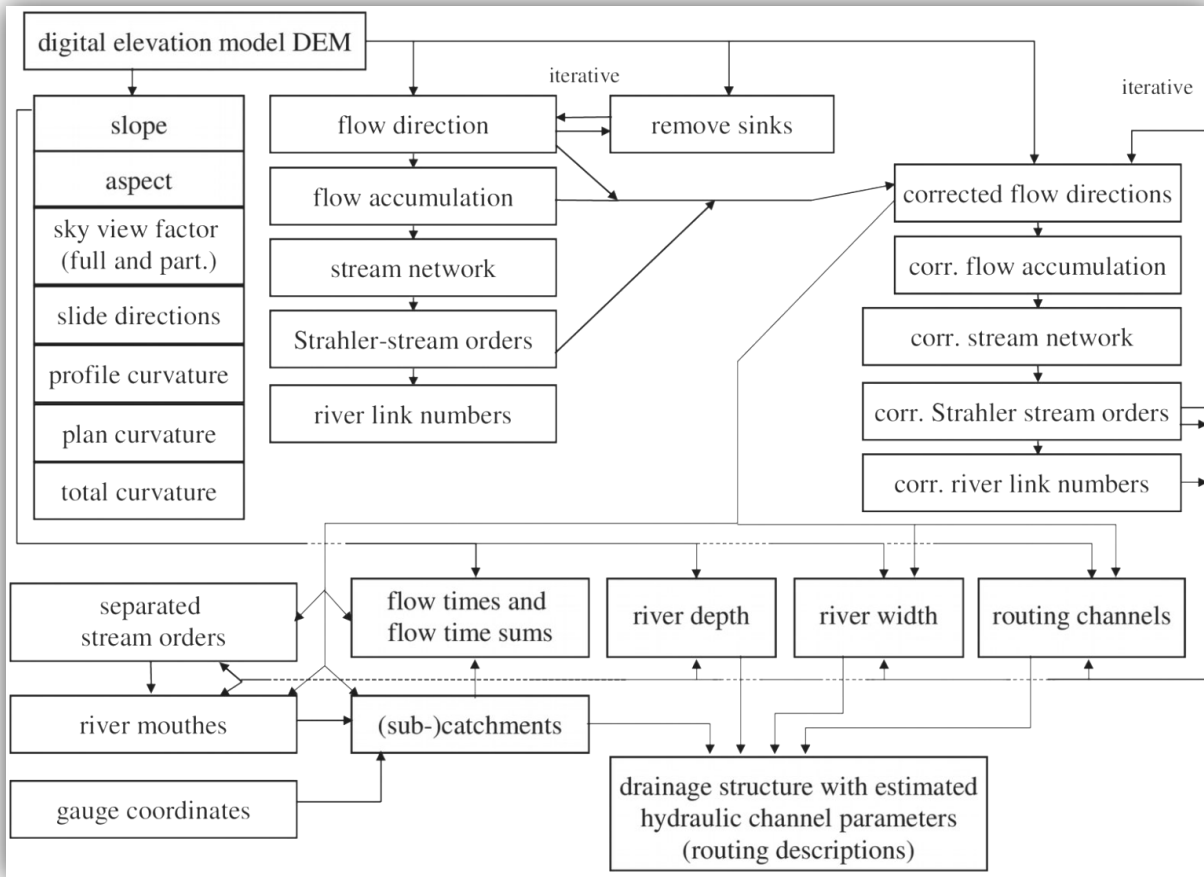 digital elevation model DEM
iterative
iterative
slope
flow direction
remove sinks
aspect
flow accumulation
corrected flow directions
sky view factor
(full and part.)
stream network
corr. flow accumulation
slide directions
Strahler-stream orders
corr. stream network
profile curvature
river link numbers
corr. Strahler stream orders
plan curvature
corr. river link numbers
total curvature
separated
stream orders
flow times and
flow time sums
river depth
river width
routing channels
river mouthes
(sub-)catchments
gauge coordinates
drainage structure with estimated
hydraulic channel parameters
(routing descriptions)